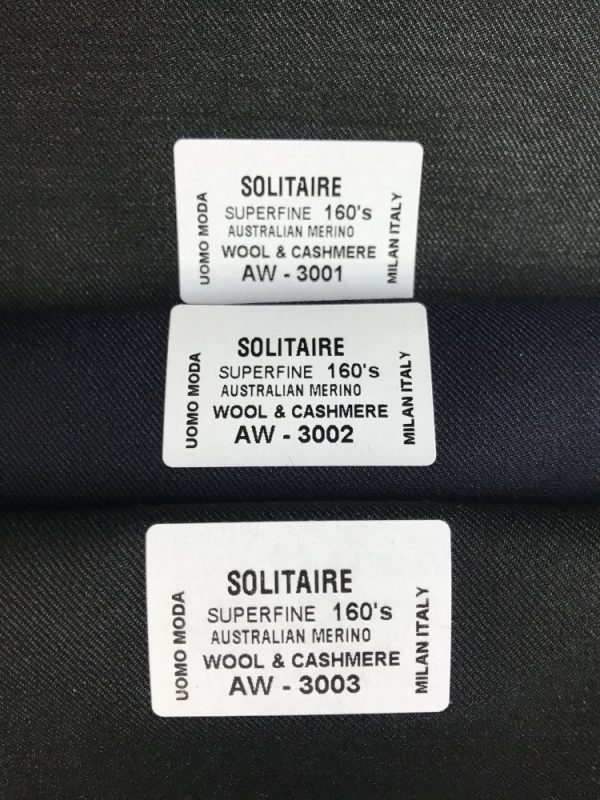 SOLITAIRE
SUPERFINE 160's
AUSTRALIAN MERINO
WOOL & CASHMERE
AW - 3001
UOMO MODA
MILAN ITALY
SOLITAIRE
SUPERFINE 160's
AUSTRALIAN MERINO
WOOL & CASHMERE
AW - 3002
UOMO MODA
MILAN ITALY
SOLITAIRE
SUPERFINE 160's
AUSTRALIAN MERINO
WOOL & CASHMERE
AW - 3003
UOMO MODA
MILAN ITALY